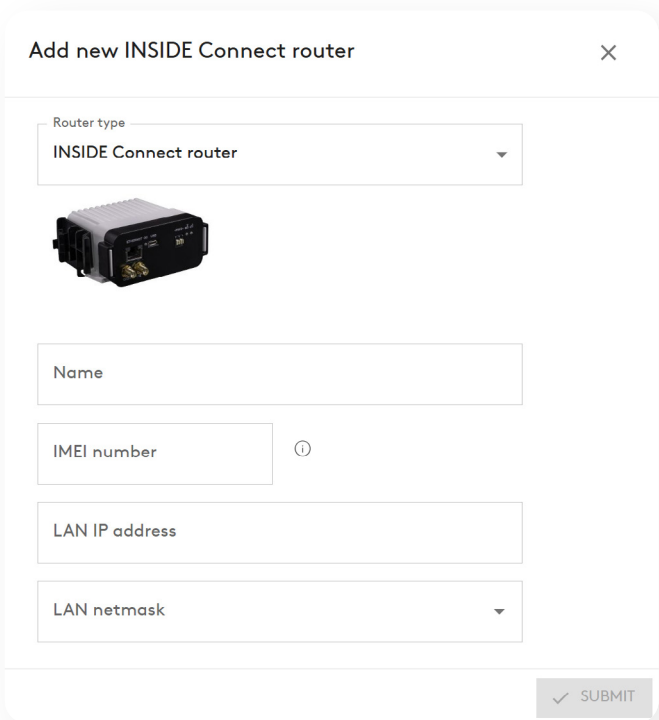 Add new INSIDE Connect router
Router type
INSIDE Connect router
Name
IMEI number
LAN IP address
LAN netmask
SUBMIT